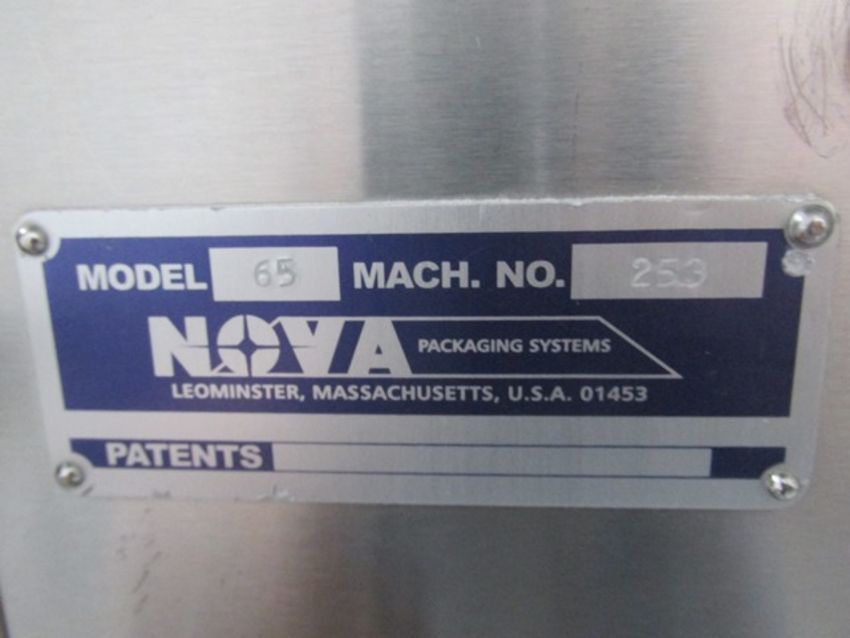 MODEL 65 MACH. NO. 253
NOVA PACKAGING SYSTEMS
LEOMINSTER, MASSACHUSETTS, U.S.A. 01453
PATENTS